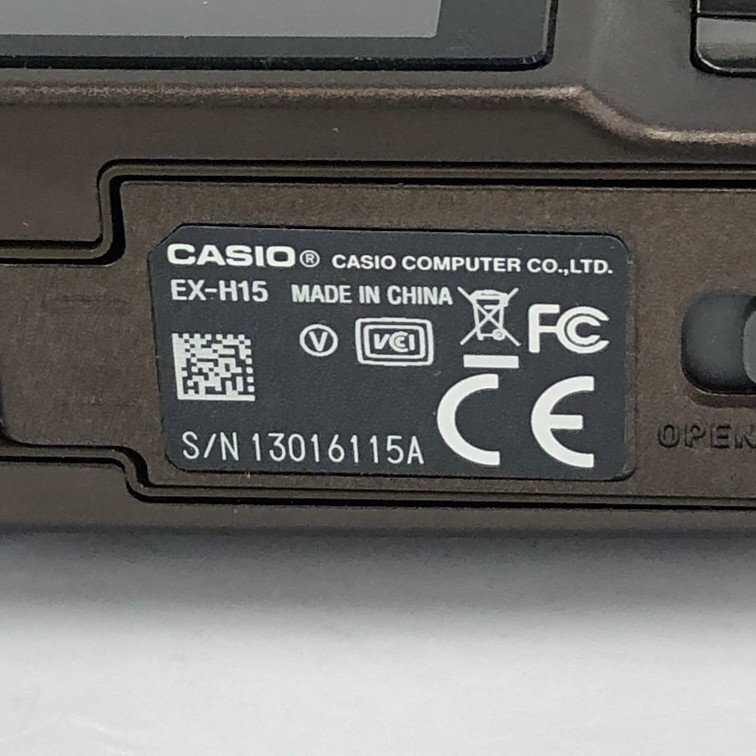 CASIO® CASIO COMPUTER CO.,LTD.
EX-H15 MADE IN CHINA
V VCI FC
CE
S/N 13016115A
OPEN